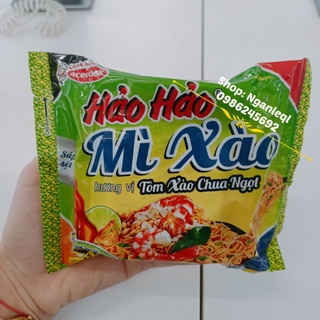 acecook
Shop: Nganleql
0986245692
Hảo Hảo
Mì Xào
hương vị Tôm Xào Chua Ngọt